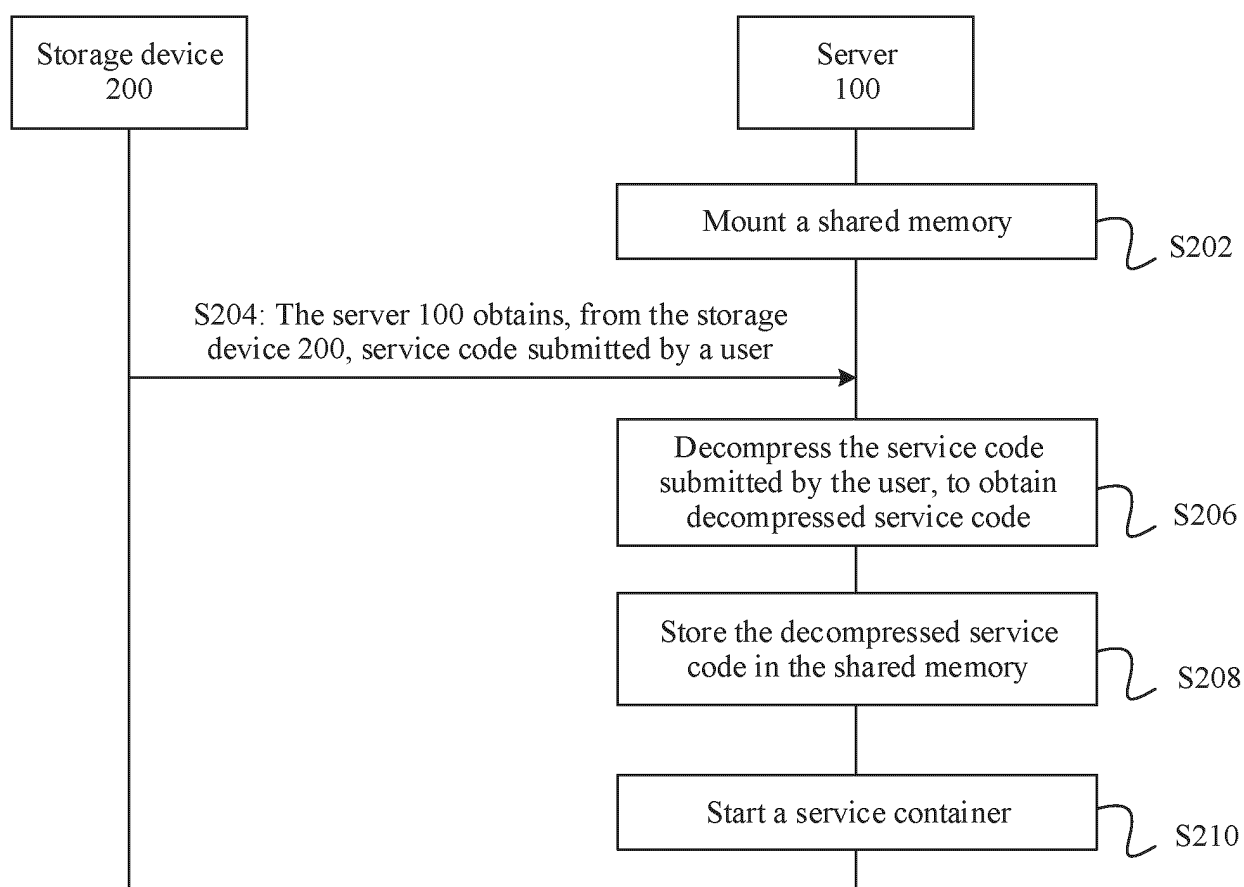 Storage device
200
Server
100
Mount a shared memory
S202
S204: The server 100 obtains, from the storage
device 200, service code submitted by a user
Decompress the service code
submitted by the user, to obtain
decompressed service code
S206
Store the decompressed service
code in the shared memory
S208
Start a service container
S210